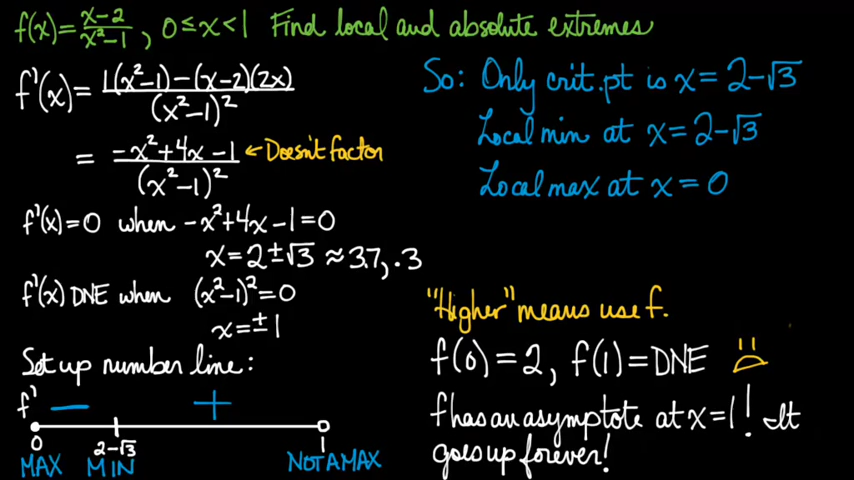 f(x) = x-2/x²-1 , 0 ≤ x < 1 Find local and absolute extremes
f'(x) = 1(x²-1) - (x-2)(2x)/(x²-1)²
= -x²+4x-1/(x²-1)² ← Doesn't factor
f'(x) = 0 when -x²+4x-1=0
x = 2 ± √3 ≈ 3.7, .3
f'(x) DNE when (x²-1)² = 0
x = ± 1
Set up number line:
f' − +
0 2-√3 1
MAX MIN NOT A MAX
So: Only crit. pt is x = 2-√3
Local min at x = 2-√3
Local max at x = 0
"Higher" means use f.
f(0) = 2, f(1) = DNE
f has an asymptote at x = 1! It
goes up forever!